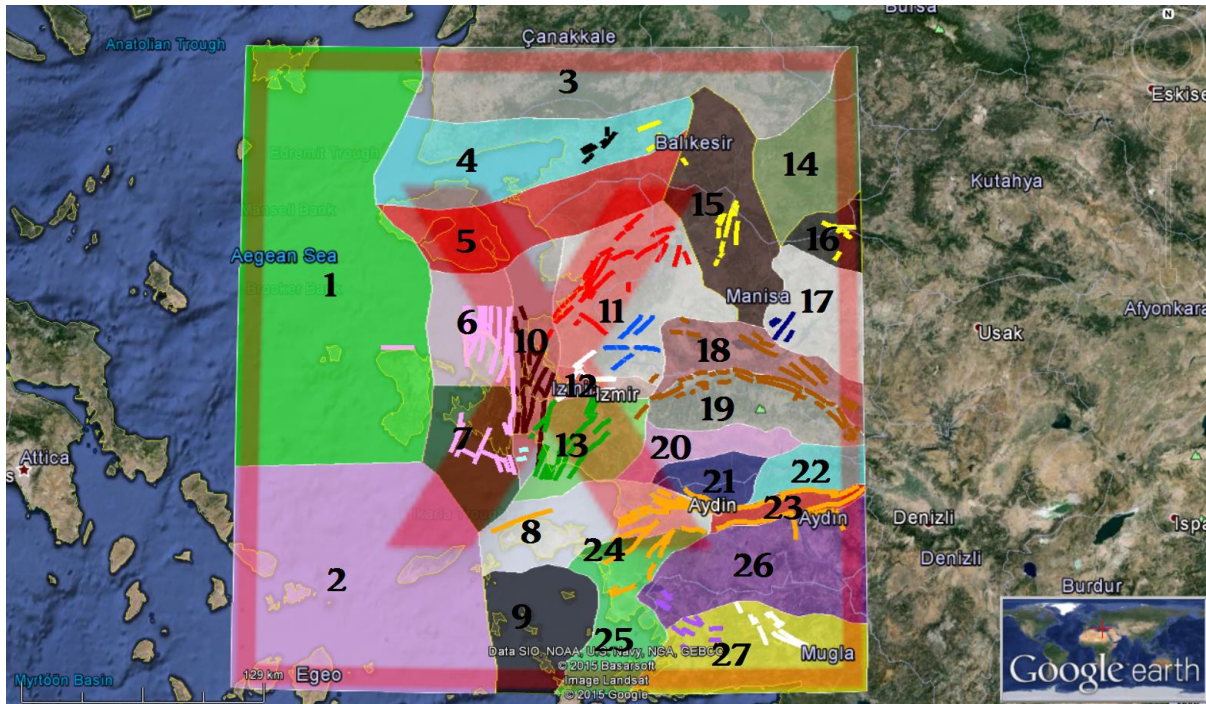 Bursa
N
Anatolian Trough
Çanakkale
3
Eskise
Edremit Trough
4
Balıkesir
14
Kutahya
15
5
16
Aegean Sea
1
Manisa
17
Afyonkara
6
11
10
Usak
18
12
Izmir
19
7
13
20
Attica
s
21
22
Aydin
23
Aydın
8
Denizli
Ispa
24
26
Denizli
2
Burdur
9
25
27
Mugla
Data SIO, NOAA, U.S. Navy, NGA, GEBCO
© 2015 Basarsoft
Image Landsat
© 2015 Google
Egeo
Myrtoön Basin
129 km
Google earth